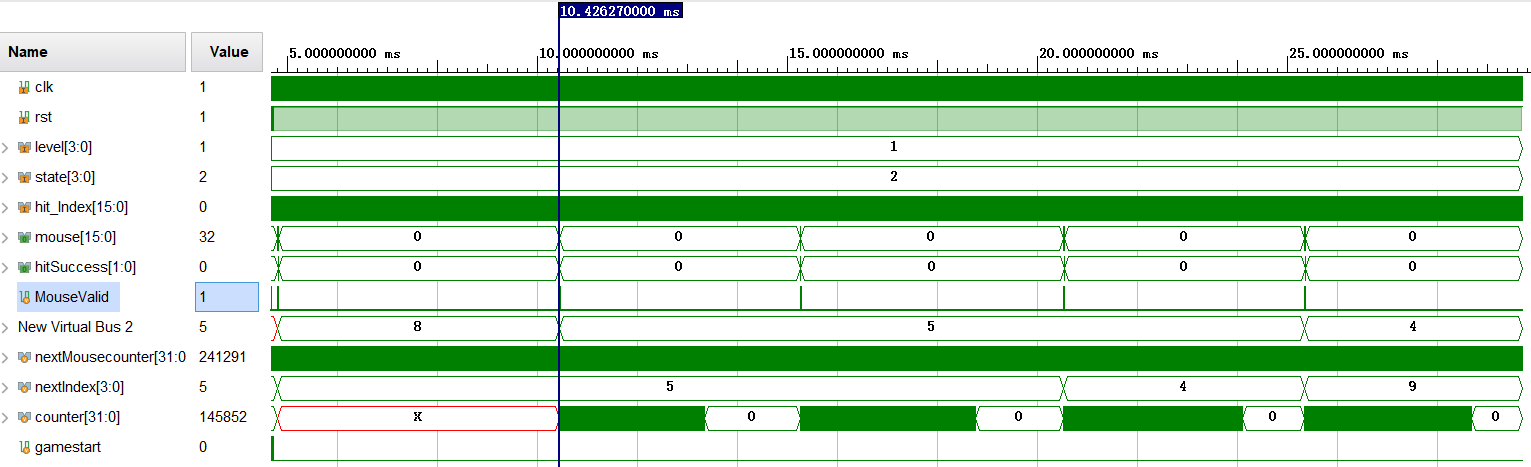 10.426270000 ms
Name Value 5.000000000 ms 10.000000000 ms 15.000000000 ms 20.000000000 ms 25.000000000 ms
clk 1
rst 1
level[3:0] 1 1
state[3:0] 2 2
hit_Index[15:0] 0
mouse[15:0] 32 0 0 0 0 0
hitSuccess[1:0] 0 0 0 0 0 0
MouseValid 1
New Virtual Bus 2 5 8 5 4
nextMousecounter[31:0 241291
nextIndex[3:0] 5 5 4 9
counter[31:0] 145852 X 0 0 0 0
gamestart 0